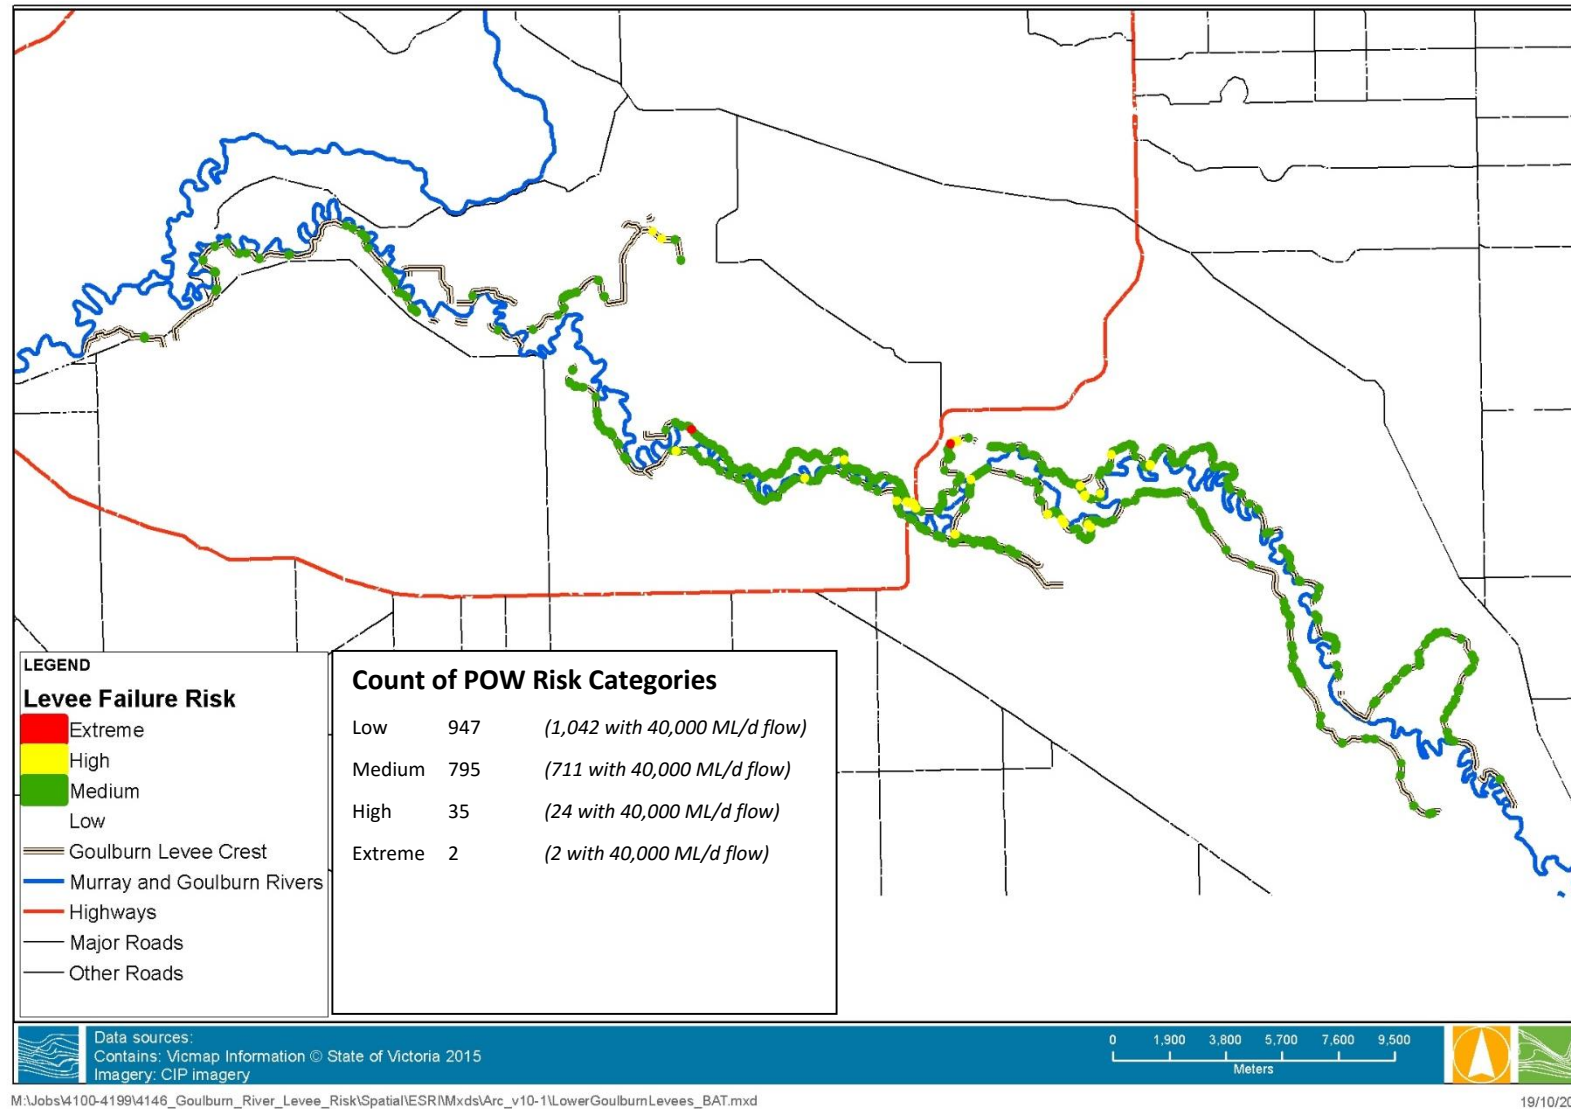 LEGEND
Levee Failure Risk
Extreme
High
Medium
Low
Goulburn Levee Crest
Murray and Goulburn Rivers
Highways
Major Roads
Other Roads
Count of POW Risk Categories
Low 947 (1,042 with 40,000 ML/d flow)
Medium 795 (711 with 40,000 ML/d flow)
High 35 (24 with 40,000 ML/d flow)
Extreme 2 (2 with 40,000 ML/d flow)
Data sources:
Contains: Vicmap Information © State of Victoria 2015
Imagery: CIP imagery
0 1,900 3,800 5,700 7,600 9,500
Meters
M:\Jobs\4100-4199\4146_Goulburn_River_Levee_Risk\Spatial\ESRI\Mxds\Arc_v10-1\LowerGoulburnLevees_BAT.mxd
19/10/20